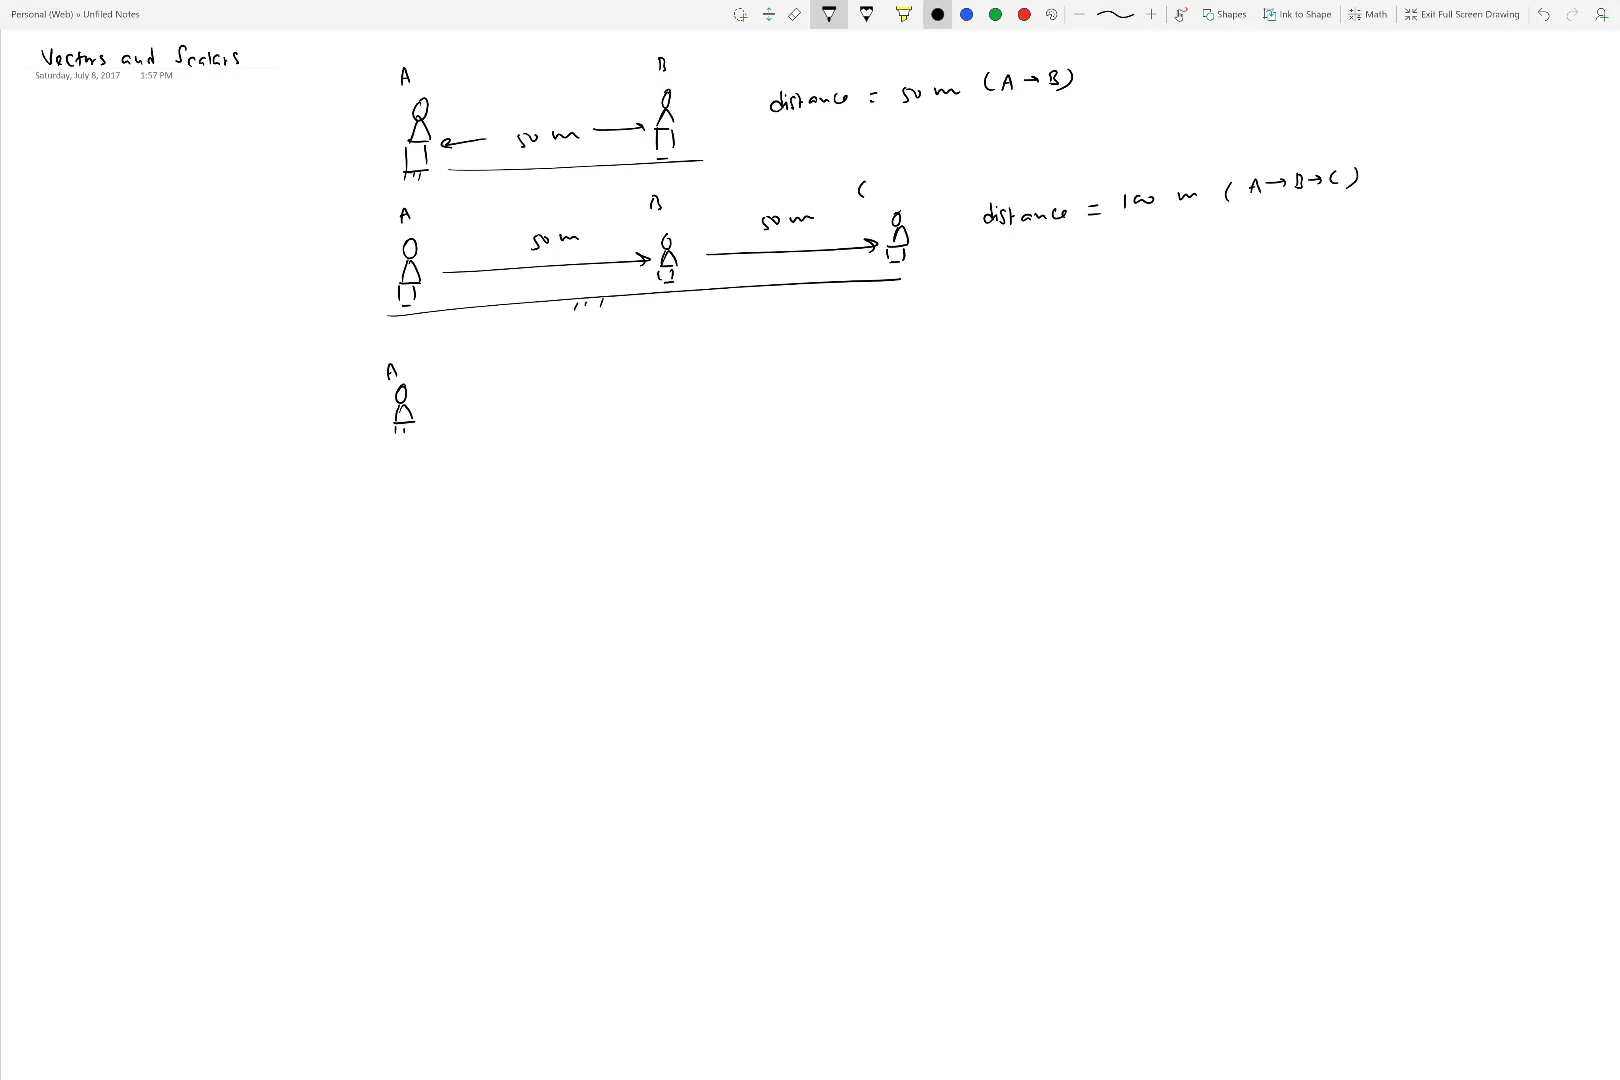 Personal (Web) » Unfiled Notes
Shapes
Ink to Shape
Math
Exit Full Screen Drawing
Vectors and Scalars
Saturday, July 8, 2017 1:57 PM
A B
50 m
distance = 50 m (A → B)
A B C
50 m 50 m
distance = 100 m (A → B → C)
A